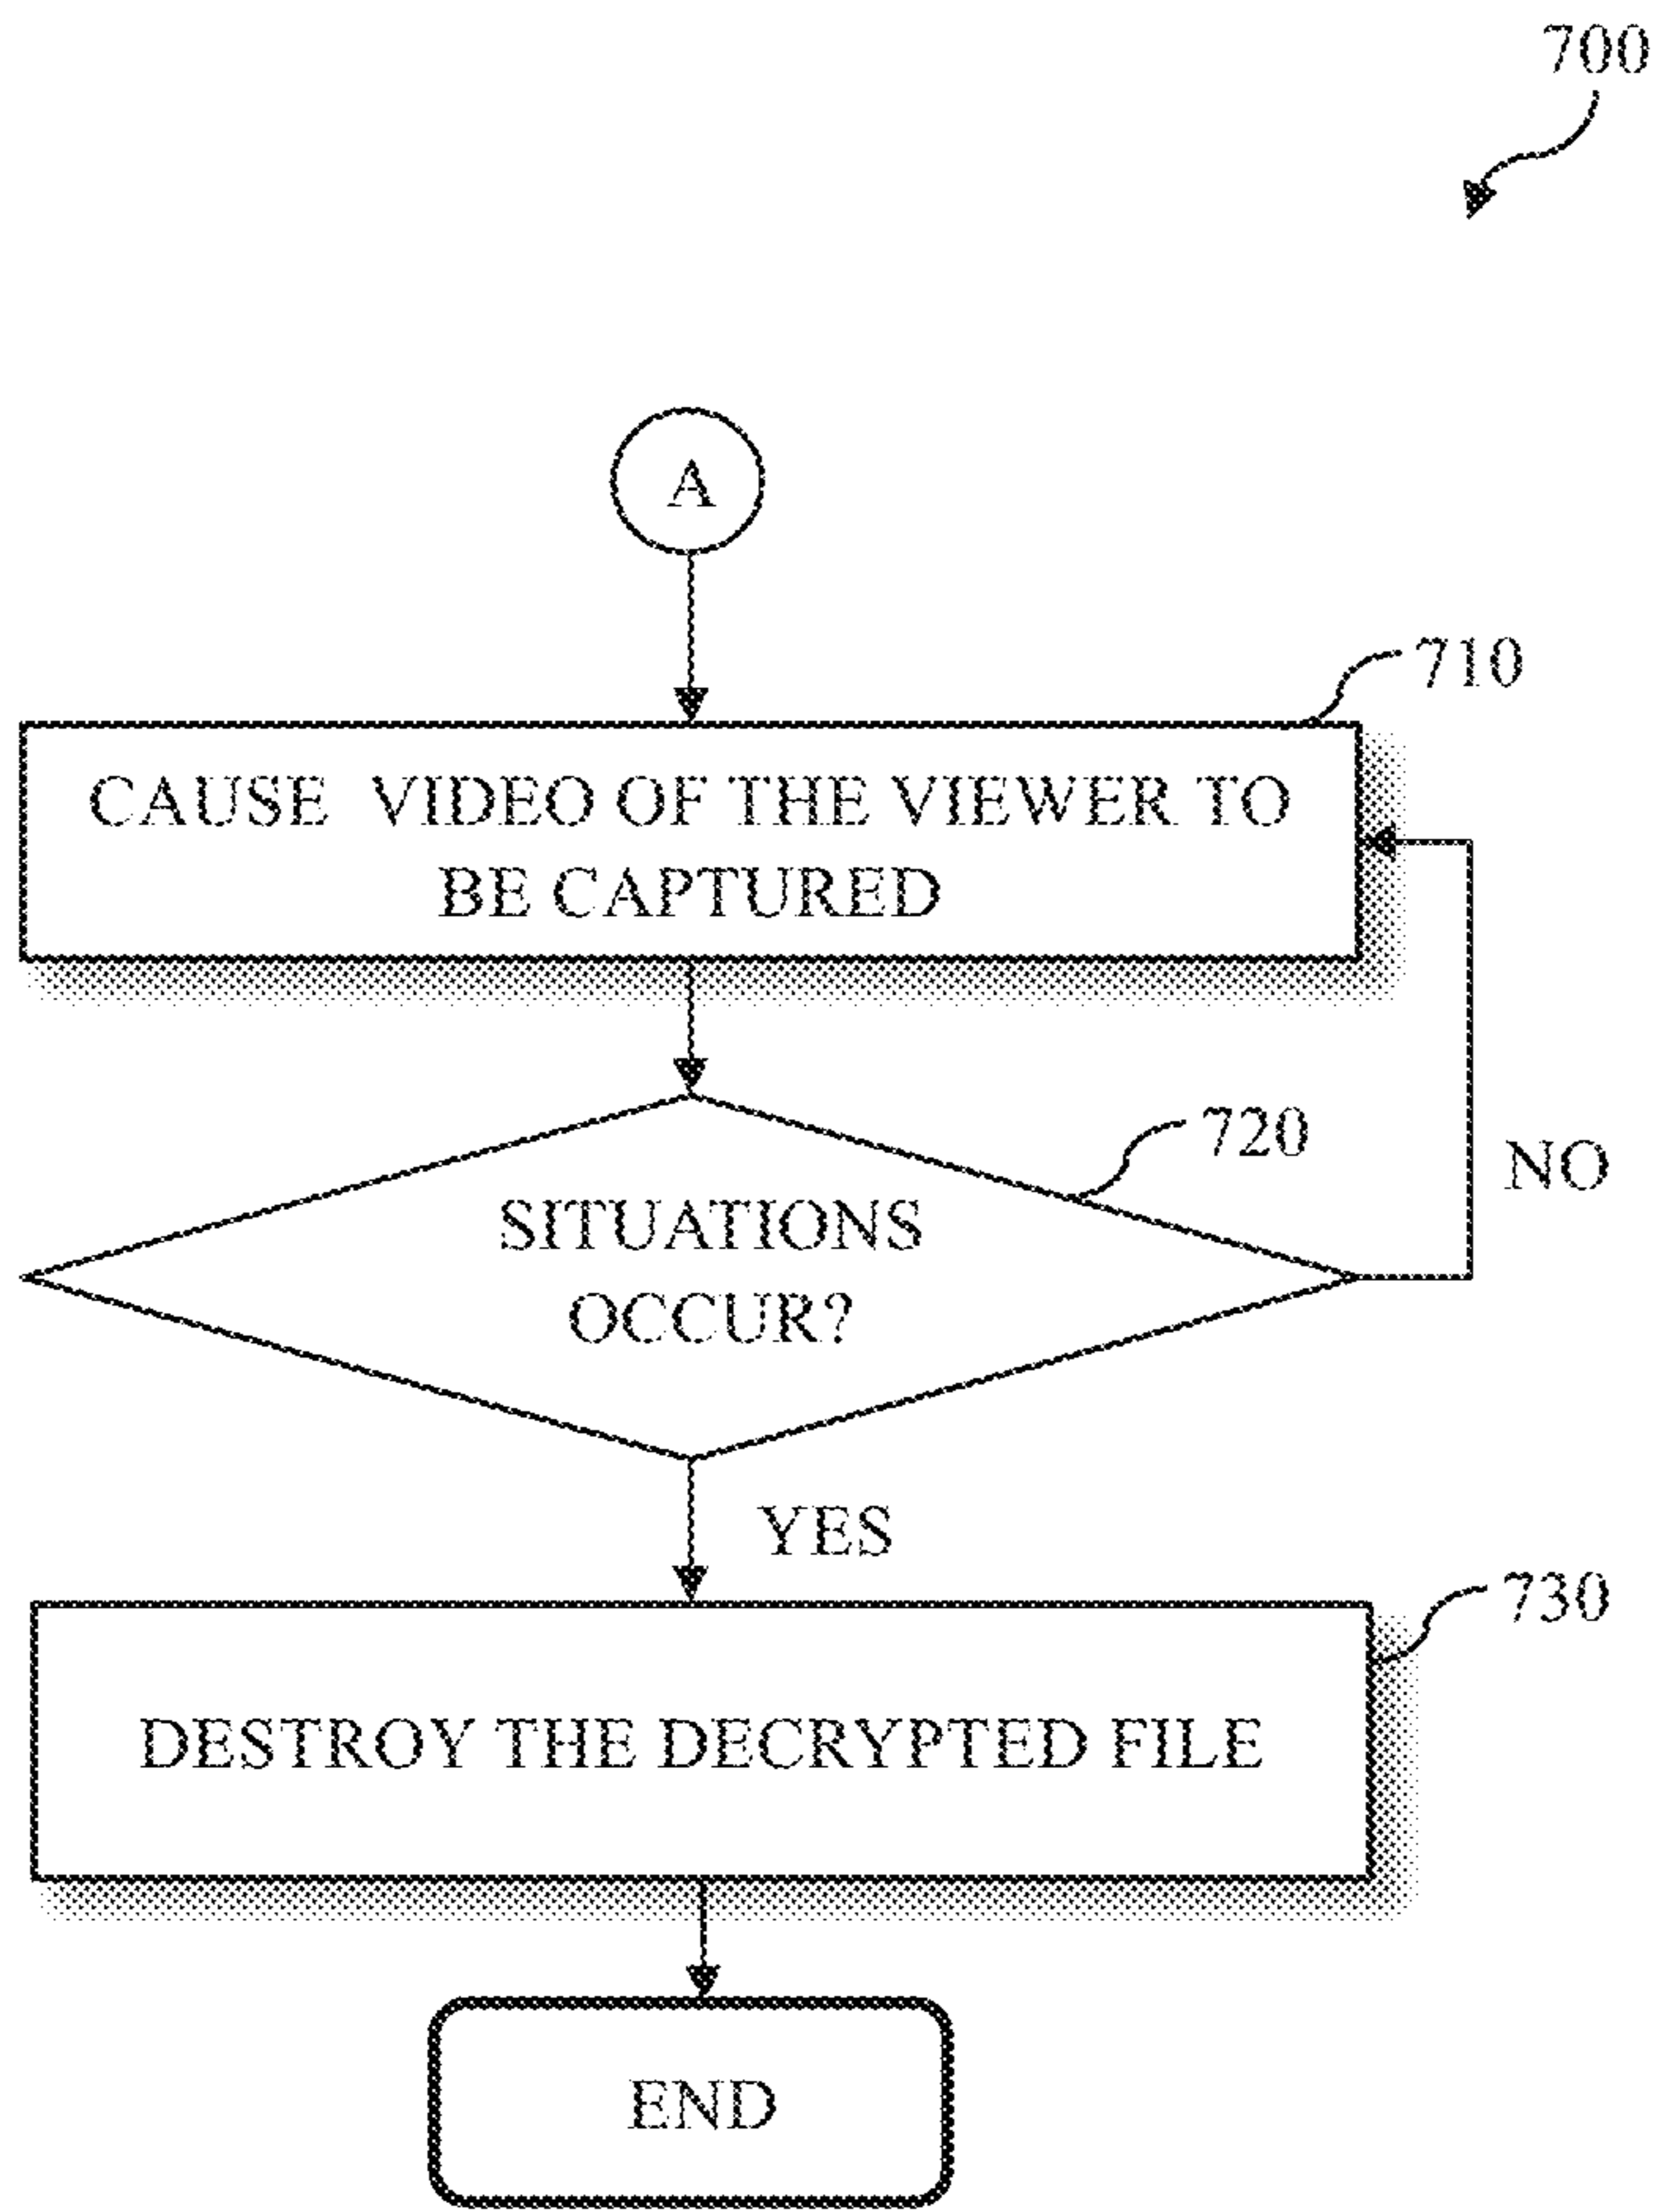 700
A
710
CAUSE VIDEO OF THE VIEWER TO
BE CAPTURED
720
NO
SITUATIONS
OCCUR?
YES
730
DESTROY THE DECRYPTED FILE
END